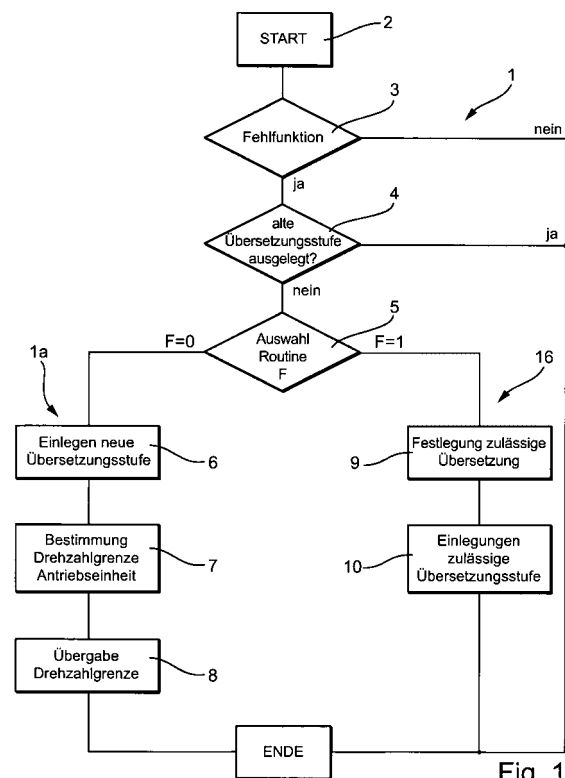 START
2
3
1
Fehlfunktion
nein
ja
4
alte
Übersetzungsstufe
ausgelegt?
ja
nein
5
F=0
Auswahl
Routine
F
F=1
1a
16
Einlegen neue
Übersetzungsstufe
6
9
Festlegung zulässige
Übersetzung
Bestimmung
Drehzahlgrenze
Antriebseinheit
7
10
Einlegungen
zulässige
Übersetzungsstufe
Übergabe
Drehzahlgrenze
8
ENDE
Fig. 1